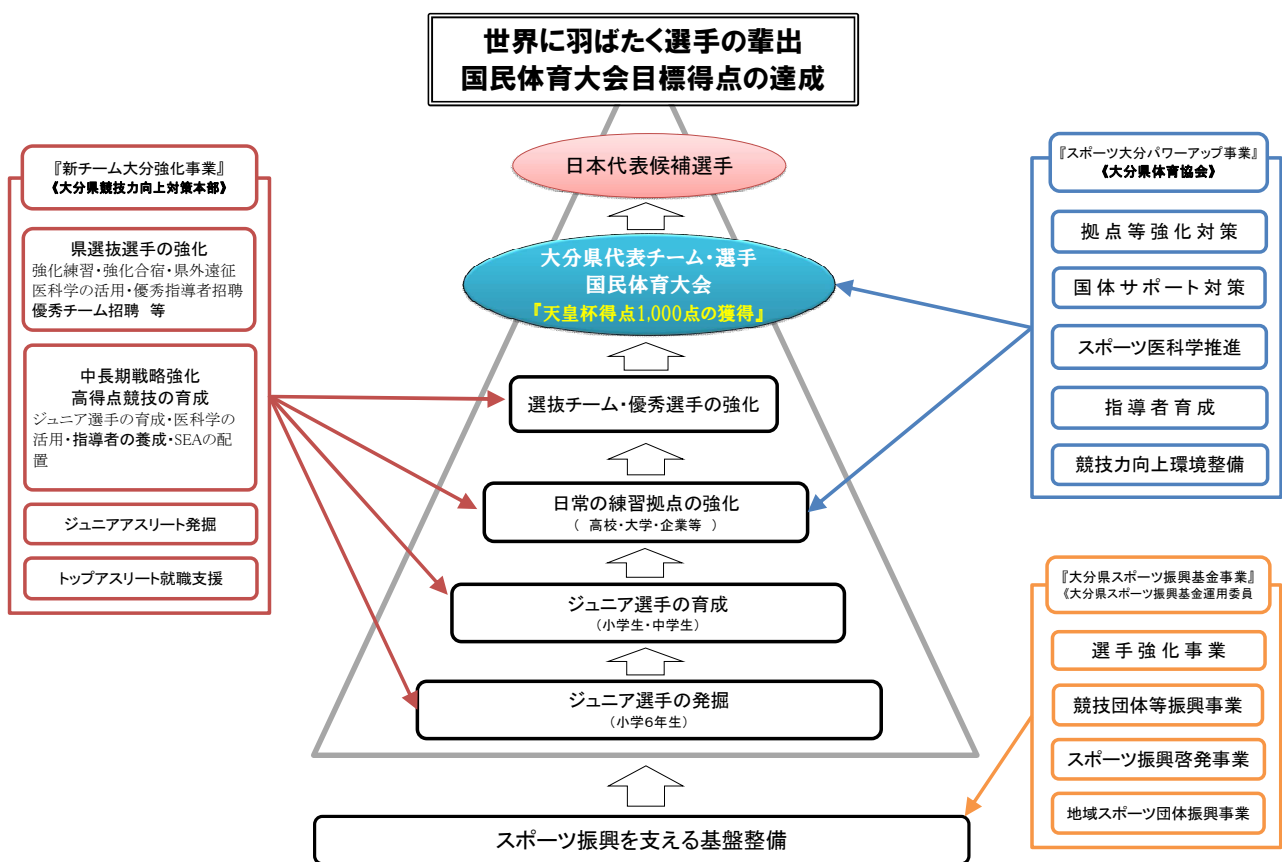 世界に羽ばたく選手の輩出
国民体育大会目標得点の達成
『新チーム大分強化事業』
《大分県競技力向上対策本部》
県選抜選手の強化
強化練習・強化合宿・県外遠征
医科学の活用・優秀指導者招聘
優秀チーム招聘 等
中長期戦略強化
高得点競技の育成
ジュニア選手の育成・医科学の
活用・指導者の養成・SEAの配
置
ジュニアアスリート発掘
トップアスリート就職支援
日本代表候補選手
大分県代表チーム・選手
国民体育大会
『天皇杯得点1,000点の獲得』
選抜チーム・優秀選手の強化
日常の練習拠点の強化
( 高校・大学・企業等 )
ジュニア選手の育成
(小学生・中学生)
ジュニア選手の発掘
(小学6年生)
スポーツ振興を支える基盤整備
『スポーツ大分パワーアップ事業』
《大分県体育協会》
拠点等強化対策
国体サポート対策
スポーツ医科学推進
指導者育成
競技力向上環境整備
『大分県スポーツ振興基金事業』
《大分県スポーツ振興基金運用委員
選手強化事業
競技団体等振興事業
スポーツ振興啓発事業
地域スポーツ団体振興事業